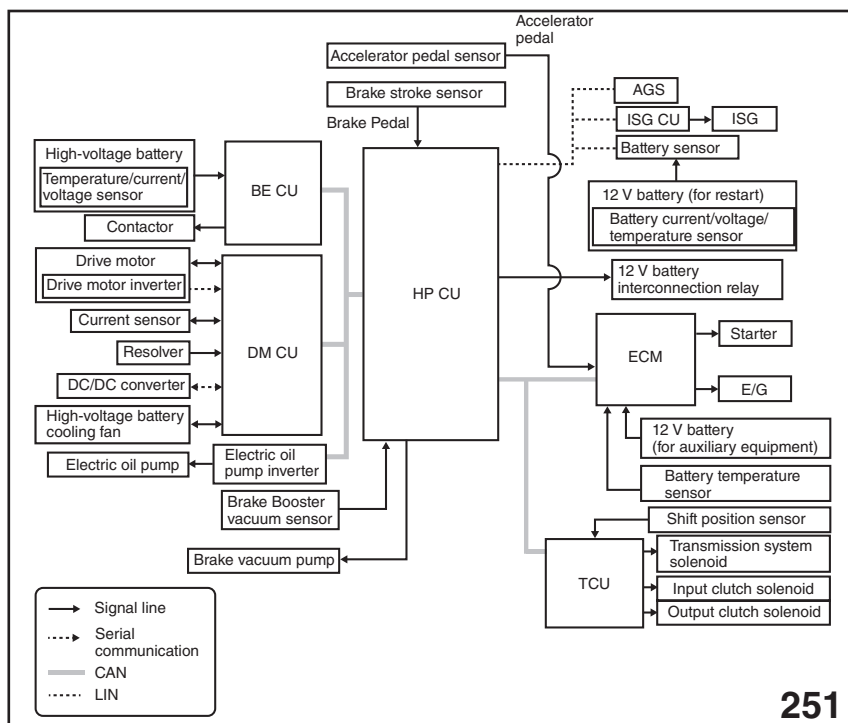 Accelerator
pedal
Accelerator pedal sensor
Brake stroke sensor
Brake Pedal
AGS
ISG CU
ISG
Battery sensor
High-voltage battery
Temperature/current/
voltage sensor
BE CU
Contactor
12 V battery (for restart)
Battery current/voltage/
temperature sensor
Drive motor
Drive motor inverter
Current sensor
Resolver
DC/DC converter
High-voltage battery
cooling fan
DM CU
HP CU
12 V battery
interconnection relay
ECM
Starter
E/G
12 V battery
(for auxiliary equipment)
Battery temperature
sensor
Electric oil pump
Electric oil
pump inverter
Brake Booster
vacuum sensor
Brake vacuum pump
Shift position sensor
TCU
Transmission system
solenoid
Input clutch solenoid
Output clutch solenoid
Signal line
Serial
communication
CAN
LIN
251